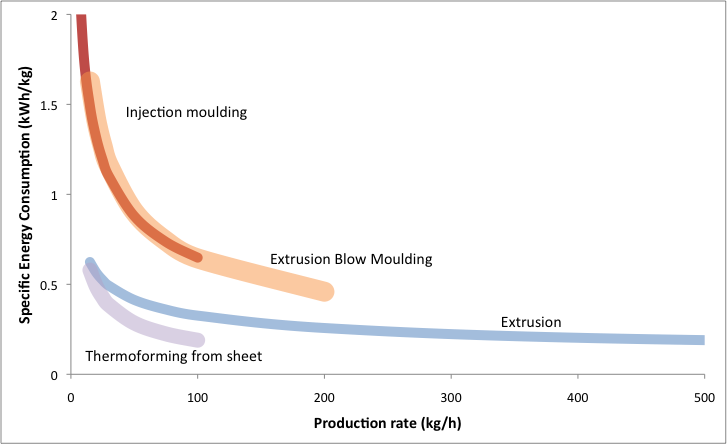 2
1.5
1
0.5
0
Specific Energy Consumption (kWh/kg)
Injection moulding
Extrusion Blow Moulding
Extrusion
Thermoforming from sheet
0 100 200 300 400 500
Production rate (kg/h)